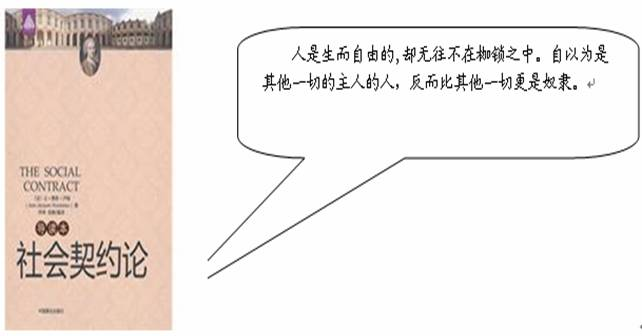 THE SOCIAL
CONTRACT
导读本
社会契约论
人是生而自由的,却无往不在枷锁之中。自以为是
其他一切的主人的人，反而比其他一切更是奴隶。↵